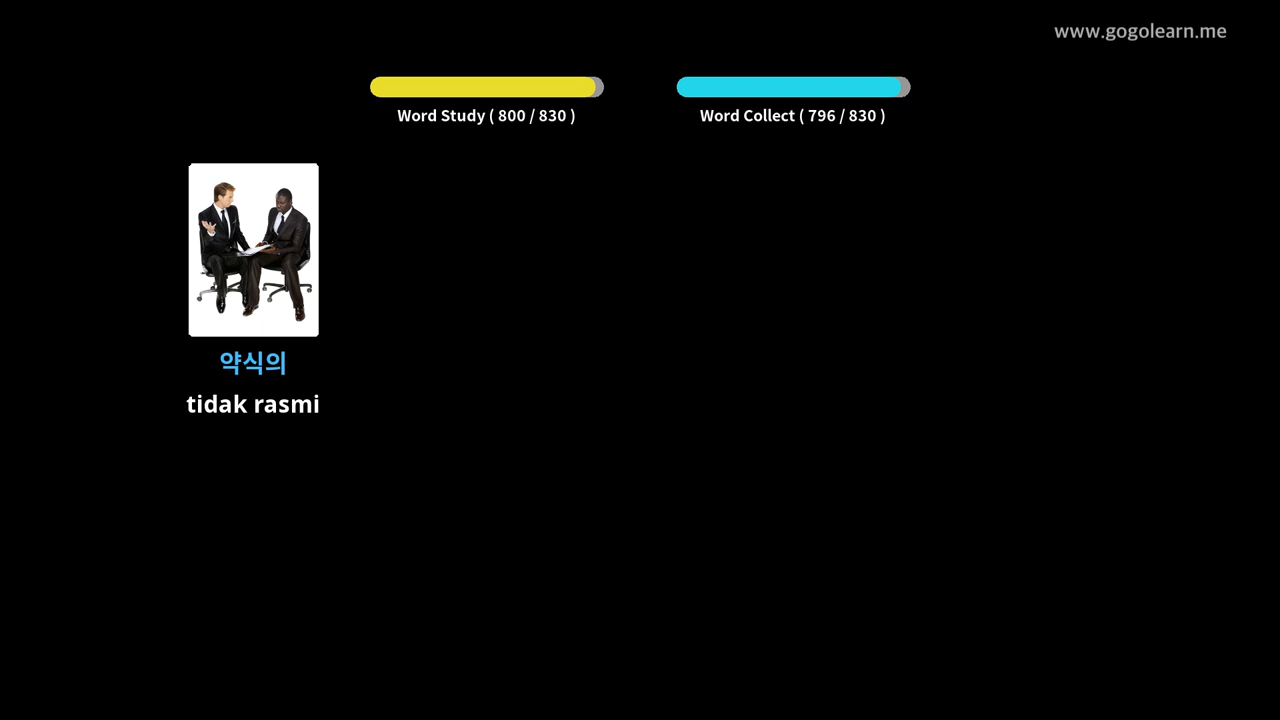 www.gogolearn.me
Word Study ( 800 / 830 )
Word Collect ( 796 / 830 )
약식의
tidak rasmi